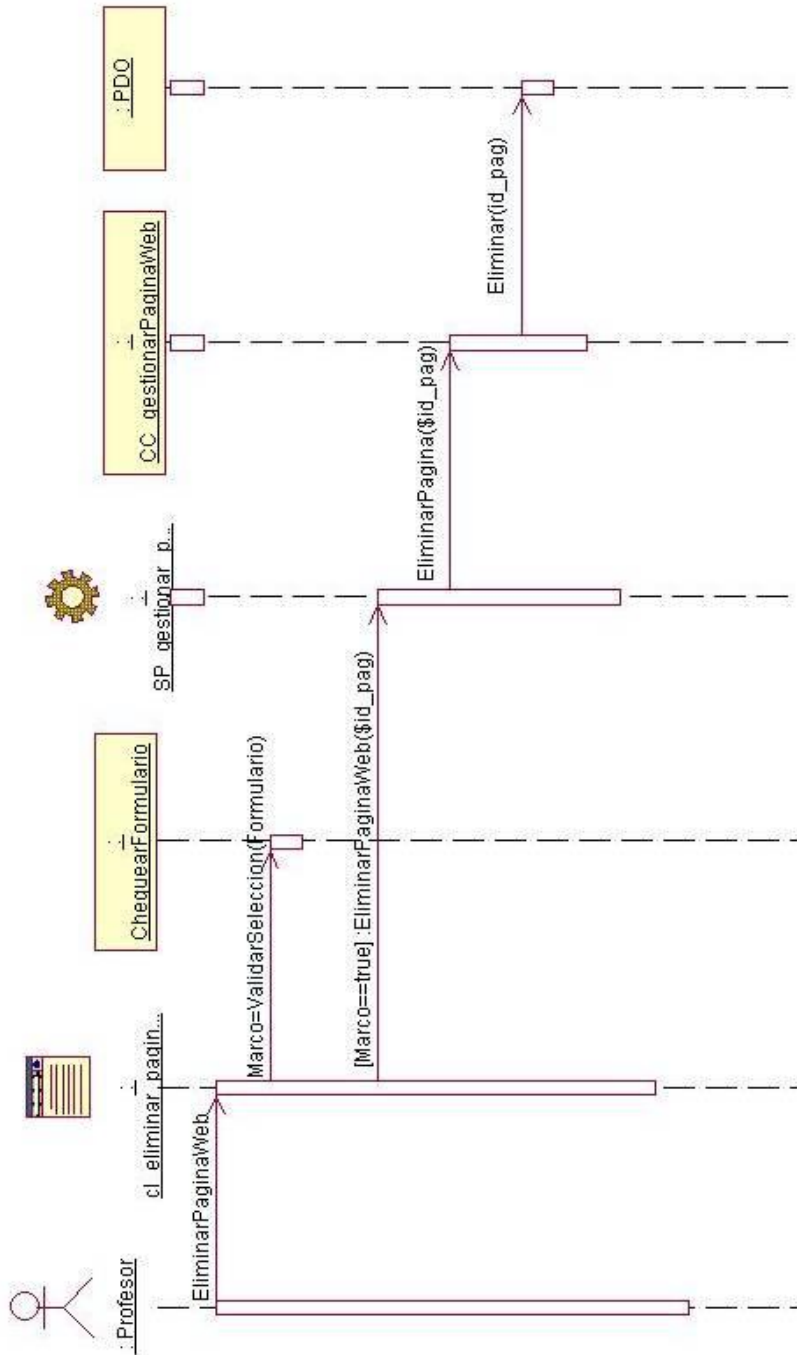 : Profesor
:
cl_eliminar_pagin...
:
ChequearFormulario
:
SP_gestionar_p...
:
CC_gestionarPaginaWeb
: PDO
EliminarPaginaWeb
Marco=ValidarSeleccion(Formulario)
[Marco==true] :EliminarPaginaWeb($id_pag)
EliminarPagina($id_pag)
Eliminar(id_pag)